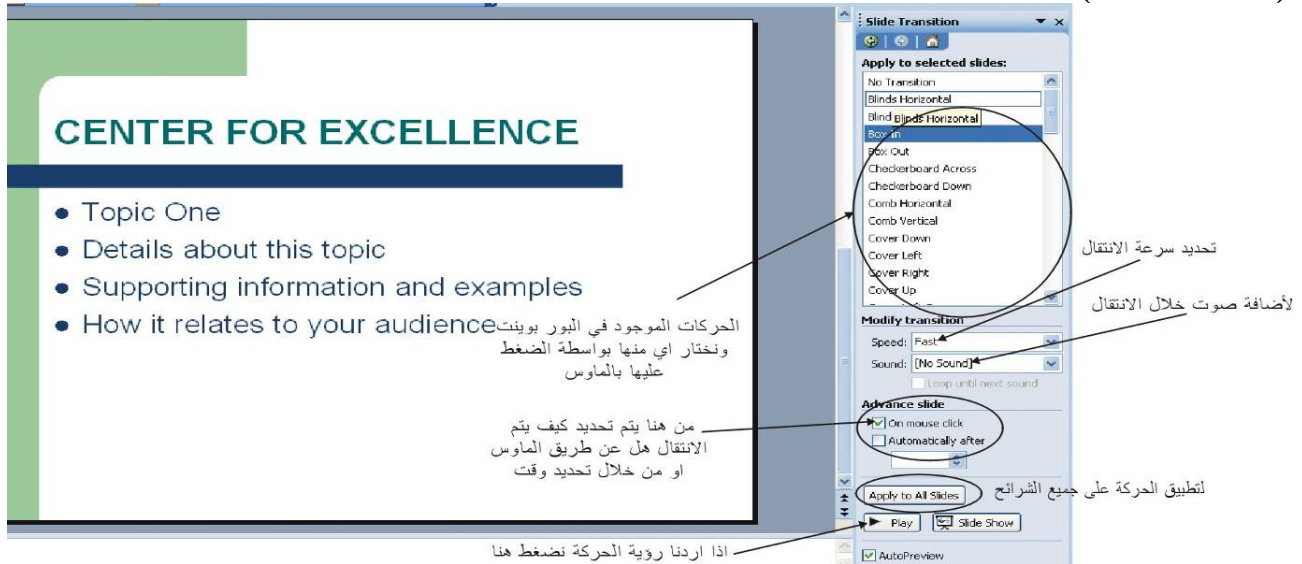 CENTER FOR EXCELLENCE
• Topic One
• Details about this topic
• Supporting information and examples
• How it relates to your audience
الحركات الموجود في البور بوينت
ونختار اي منها بواسطة الضغط
عليها بالماوس
من هنا يتم تحديد كيف يتم
الانتقال هل عن طريق الماوس
او من خلال تحديد وقت
اذا اردنا رؤية الحركة نضغط هنا
Slide Transition
Apply to selected slides:
No Transition
Blinds Horizontal
Blind
Blinds Horizontal
Box In
Box Out
Checkerboard Across
Checkerboard Down
Comb Horizontal
Comb Vertical
Cover Down
Cover Left
Cover Right
Cover Up
Modify transition
Speed: Fast
Sound: [No Sound]
Loop until next sound
Advance slide
On mouse click
Automatically after
Apply to All Slides
Play
Slide Show
AutoPreview
تحديد سرعة الانتقال
لأضافة صوت خلال الانتقال
لتطبيق الحركة على جميع الشرائح